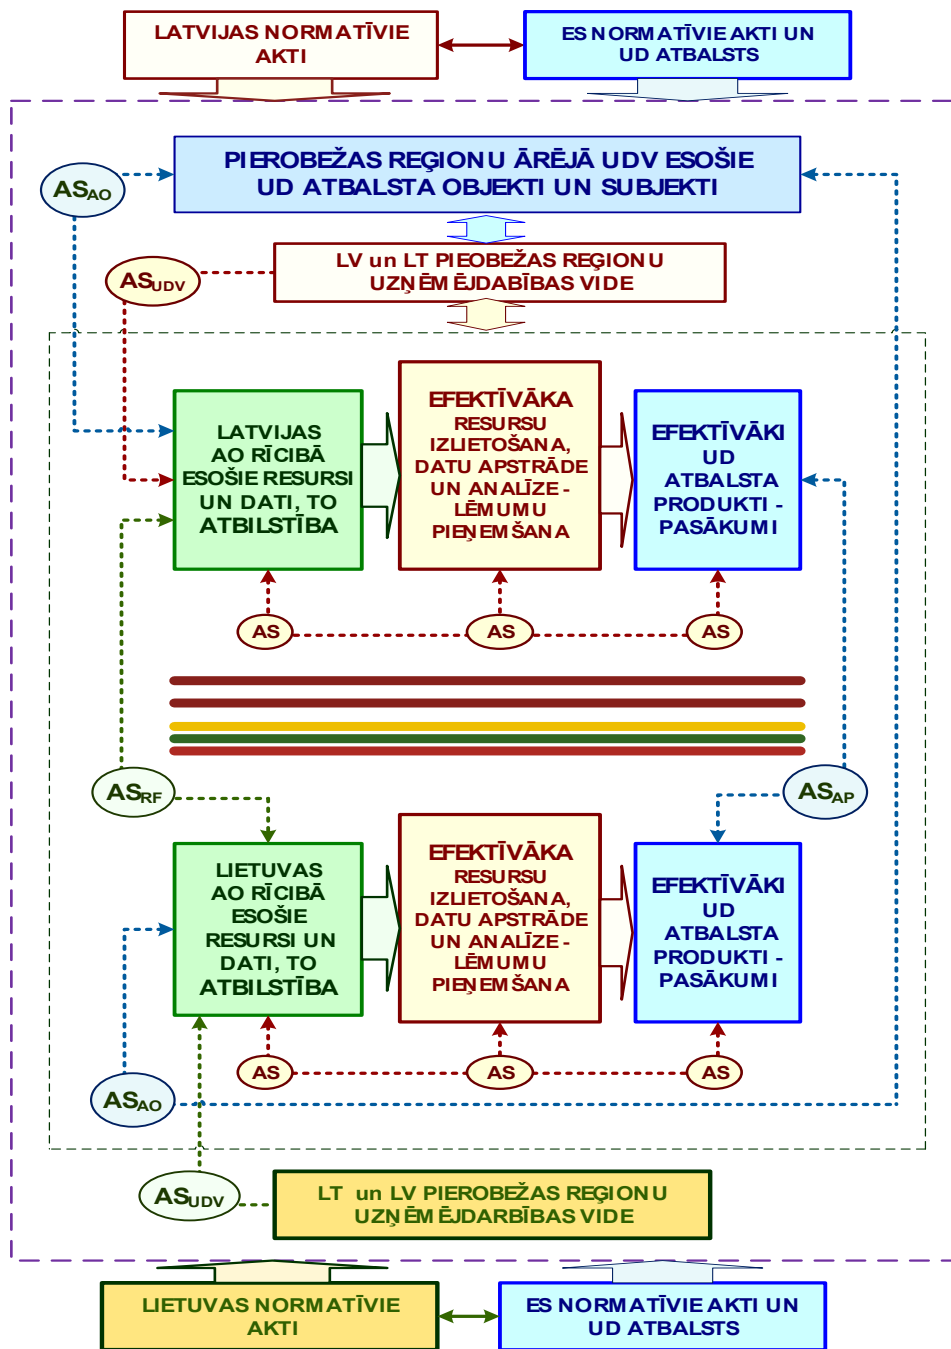 LATVIJAS NORMATĪVIE
AKTI
ES NORMATĪVIE AKTI UN
UD ATBALSTS
PIEROBEŽAS REĢIONU ĀRĒJĀ UDV ESOŠIE
UD ATBALSTA OBJEKTI UN SUBJEKTI
ASAO
LV un LT PIEOBEŽAS REĢIONU
UZŅĒMĒJDABĪBAS VIDE
ASUDV
LATVIJAS
AO RĪCIBĀ
ESOŠIE RESURSI
UN DATI, TO
ATBILSTĪBA
EFEKTĪVĀKA
RESURSU
IZLIETOŠANA,
DATU APSTRĀDE
UN ANALĪZE -
LĒMUMU
PIEŅEMŠANA
EFEKTĪVĀKI
UD
ATBALSTA
PRODUKTI -
PASĀKUMI
AS
AS
AS
ASRF
ASAP
LIETUVAS
AO RĪCIBĀ
ESOŠIE
RESURSI UN
DATI, TO
ATBILSTĪBA
EFEKTĪVĀKA
RESURSU
IZLIETOŠANA,
DATU APSTRĀDE
UN ANALĪZE -
LĒMUMU
PIEŅEMŠANA
EFEKTĪVĀKI
UD
ATBALSTA
PRODUKTI -
PASĀKUMI
AS
AS
AS
ASAO
ASUDV
LT un LV PIEROBEŽAS REĢIONU
UZŅĒMĒJDARBĪBAS VIDE
LIETUVAS NORMATĪVIE
AKTI
ES NORMATĪVIE AKTI UN
UD ATBALSTS